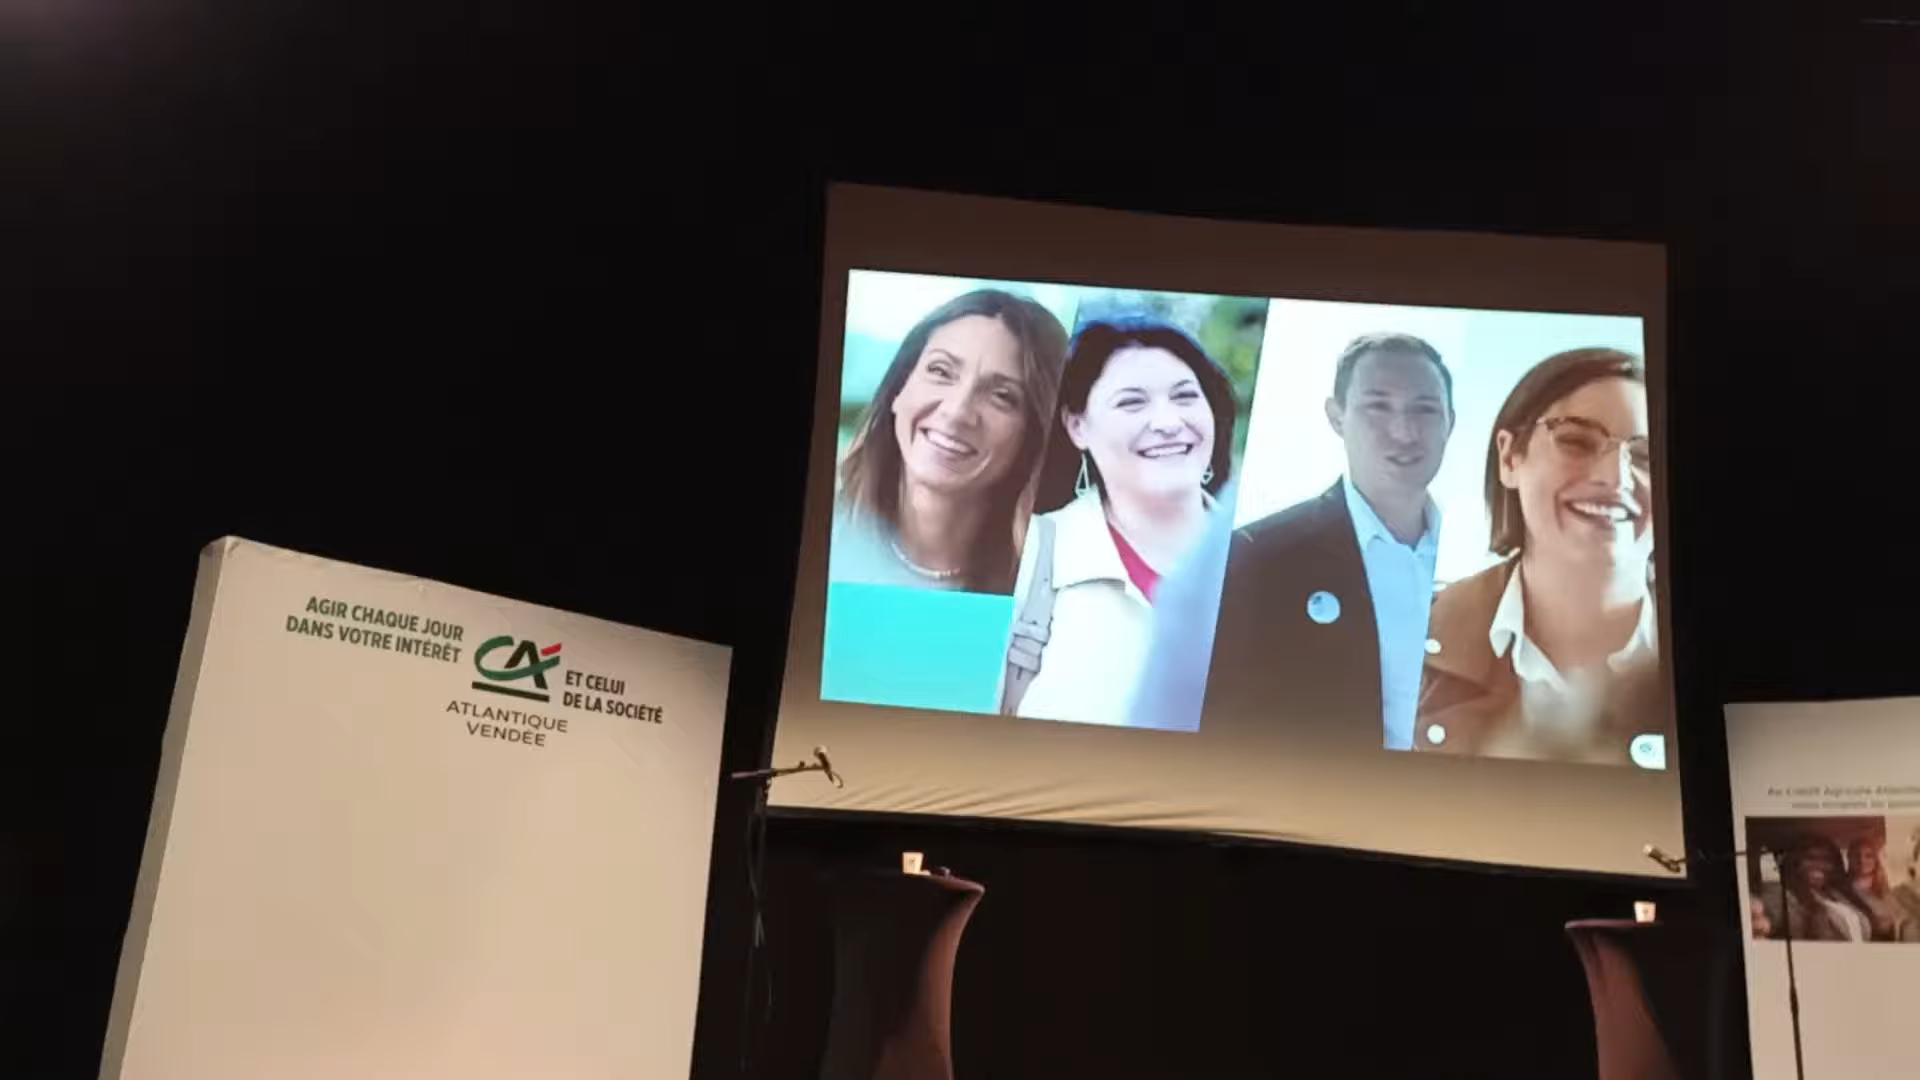 AGIR CHAQUE JOUR
DANS VOTRE INTÉRÊT
CA
ET CELUI
DE LA SOCIÉTÉ
ATLANTIQUE
VENDÉE